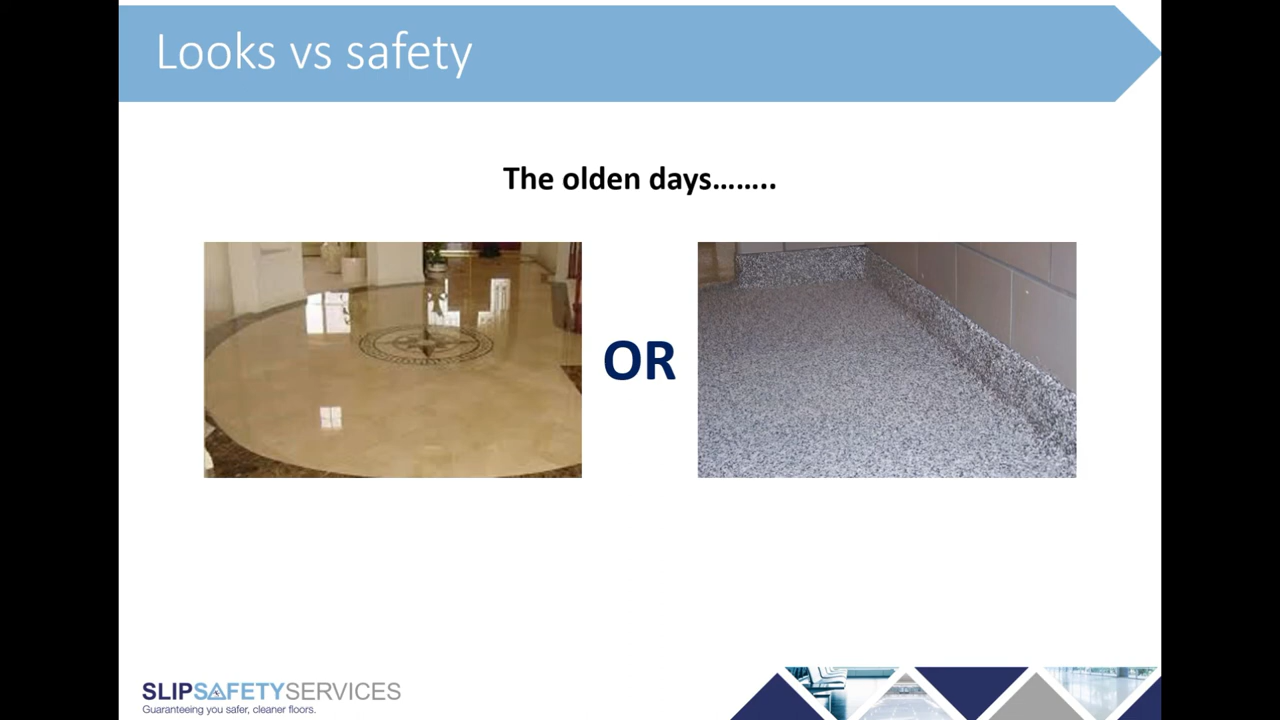 Looks vs safety
The olden days........
OR
SLIPSAFETYSERVICES
Guaranteeing you safer, cleaner floors.